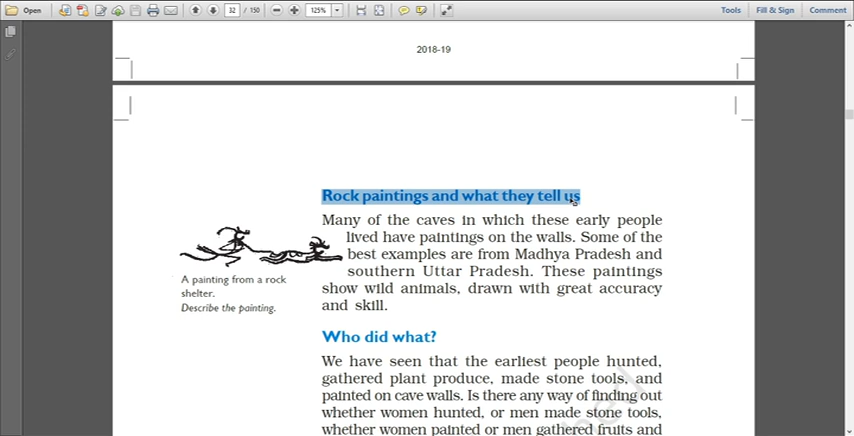 Open
32 / 150
125%
Tools
Fill & Sign
Comment
2018-19
Rock paintings and what they tell us
Many of the caves in which these early people
lived have paintings on the walls. Some of the
best examples are from Madhya Pradesh and
southern Uttar Pradesh. These paintings
show wild animals, drawn with great accuracy
and skill.
A painting from a rock
shelter.
Describe the painting.
Who did what?
We have seen that the earliest people hunted,
gathered plant produce, made stone tools, and
painted on cave walls. Is there any way of finding out
whether women hunted, or men made stone tools,
whether women painted or men gathered fruits and